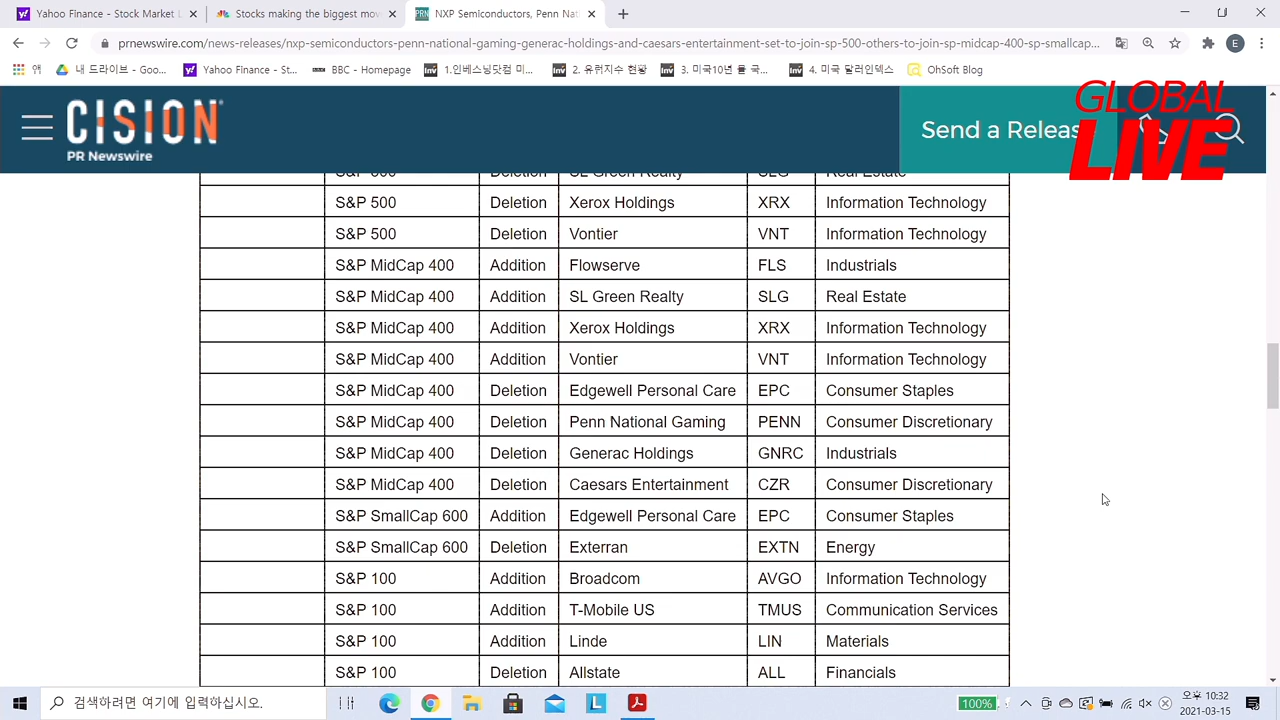 Yahoo Finance - Stock Market L
Stocks making the biggest mov
NXP Semiconductors, Penn Nat
prnewswire.com/news-releases/nxp-semiconductors-penn-national-gaming-generac-holdings-and-caesars-entertainment-set-to-join-sp-500-others-to-join-sp-midcap-400-sp-smallcap...
E
앱
내 드라이브 - Goo...
Yahoo Finance - St...
BBC - Homepage
1.인베스닝닷컴 미...
2. 유럽지수 현황
3. 미국10년 률 국...
4. 미국 달러인덱스
OhSoft Blog
CISION
PR Newswire
Send a Releas
GLOBAL
LIVE
SL Green Realty SLG Real Estate
S&P 500 Deletion Xerox Holdings XRX Information Technology
S&P 500 Deletion Vontier VNT Information Technology
S&P MidCap 400 Addition Flowserve FLS Industrials
S&P MidCap 400 Addition SL Green Realty SLG Real Estate
S&P MidCap 400 Addition Xerox Holdings XRX Information Technology
S&P MidCap 400 Addition Vontier VNT Information Technology
S&P MidCap 400 Deletion Edgewell Personal Care EPC Consumer Staples
S&P MidCap 400 Deletion Penn National Gaming PENN Consumer Discretionary
S&P MidCap 400 Deletion Generac Holdings GNRC Industrials
S&P MidCap 400 Deletion Caesars Entertainment CZR Consumer Discretionary
S&P SmallCap 600 Addition Edgewell Personal Care EPC Consumer Staples
S&P SmallCap 600 Deletion Exterran EXTN Energy
S&P 100 Addition Broadcom AVGO Information Technology
S&P 100 Addition T-Mobile US TMUS Communication Services
S&P 100 Addition Linde LIN Materials
S&P 100 Deletion Allstate ALL Financials
검색하려면 여기에 입력하십시오.
100%
오후 10:32
2021-03-15